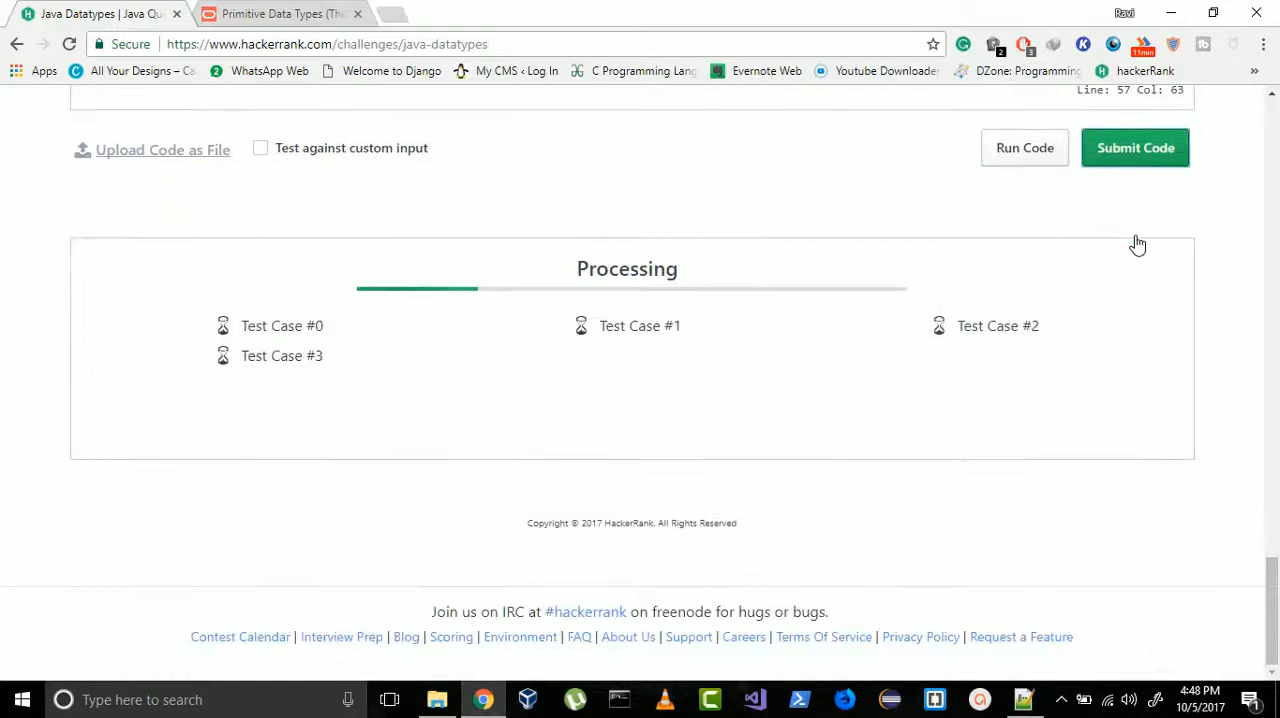 Java Datatypes | Java Qu
Primitive Data Types (The
Ravi
Secure
https://www.hackerrank.com/challenges/java-datatypes
2
3
11min
Apps
All Your Designs – Ca
WhatsApp Web
Welcome to Django
My CMS ‹ Log In
C Programming Lang
Evernote Web
Youtube Downloader
DZone: Programming
hackerRank
»
Line: 57 Col: 63
Upload Code as File
Test against custom input
Run Code
Submit Code
Processing
Test Case #0
Test Case #1
Test Case #2
Test Case #3
Copyright © 2017 HackerRank. All Rights Reserved
Join us on IRC at #hackerrank on freenode for hugs or bugs.
Contest Calendar | Interview Prep | Blog | Scoring | Environment | FAQ | About Us | Support | Careers | Terms Of Service | Privacy Policy | Request a Feature
Type here to search
4:48 PM
10/5/2017